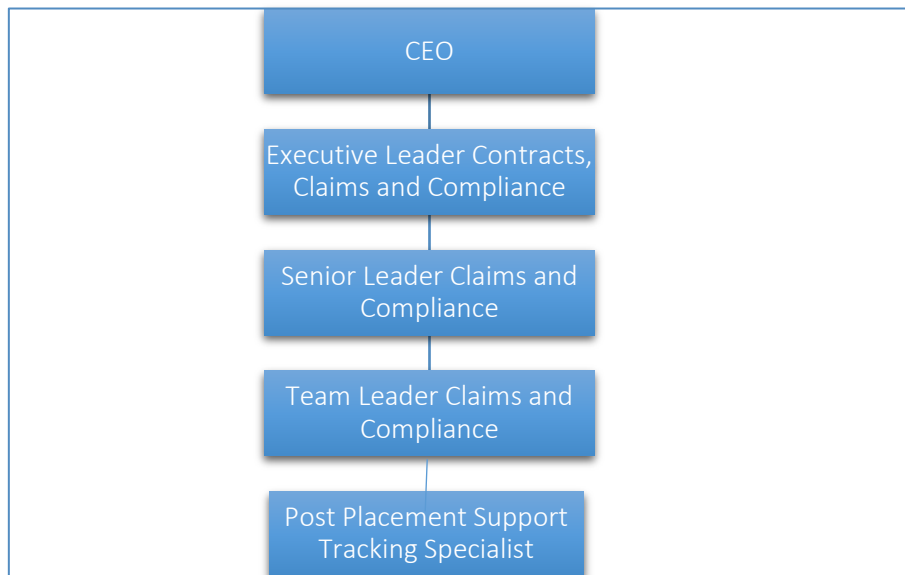 CEO
Executive Leader Contracts,
Claims and Compliance
Senior Leader Claims and
Compliance
Team Leader Claims and
Compliance
Post Placement Support
Tracking Specialist